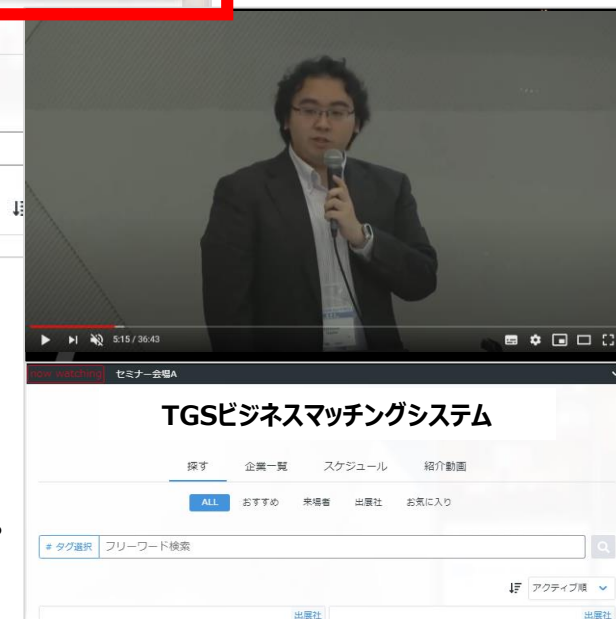 5:15 / 36:43
now watching! セミナー会場A
TGSビジネスマッチングシステム
探す 企業一覧 スケジュール 紹介動画
ALL おすすめ 来場者 出展社 お気に入り
# タグ選択 フリーワード検索
アクティブ順
出展社 出展社